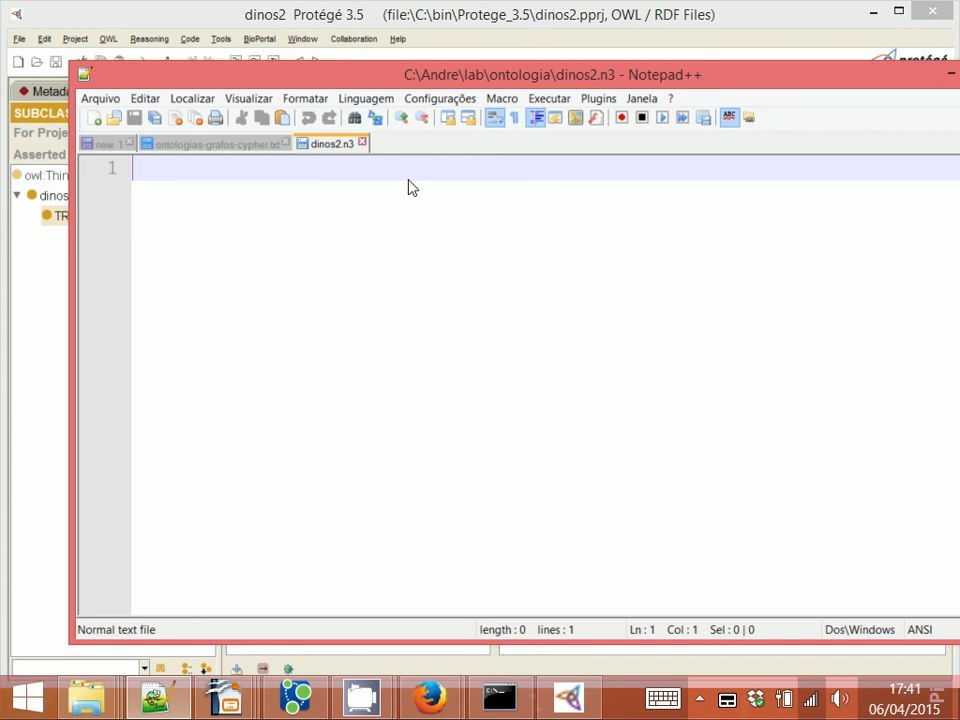 dinos2 Protégé 3.5 (file:\C:\bin\Protege_3.5\dinos2.pprj, OWL / RDF Files)
File Edit Project OWL Reasoning Code Tools BioPortal Window Collaboration Help
C:\Andre\lab\ontologia\dinos2.n3 - Notepad++
Metada
Arquivo Editar Localizar Visualizar Formatar Linguagem Configurações Macro Executar Plugins Janela ?
SUBCLAS
For Proje
new 1 ontologias-grafos-cypher.txt dinos2.n3
Asserted
1
owl:Thin
dinos
TR
Normal text file length : 0 lines : 1 Ln : 1 Col : 1 Sel : 0 | 0 Dos\Windows ANSI
17:41
06/04/2015